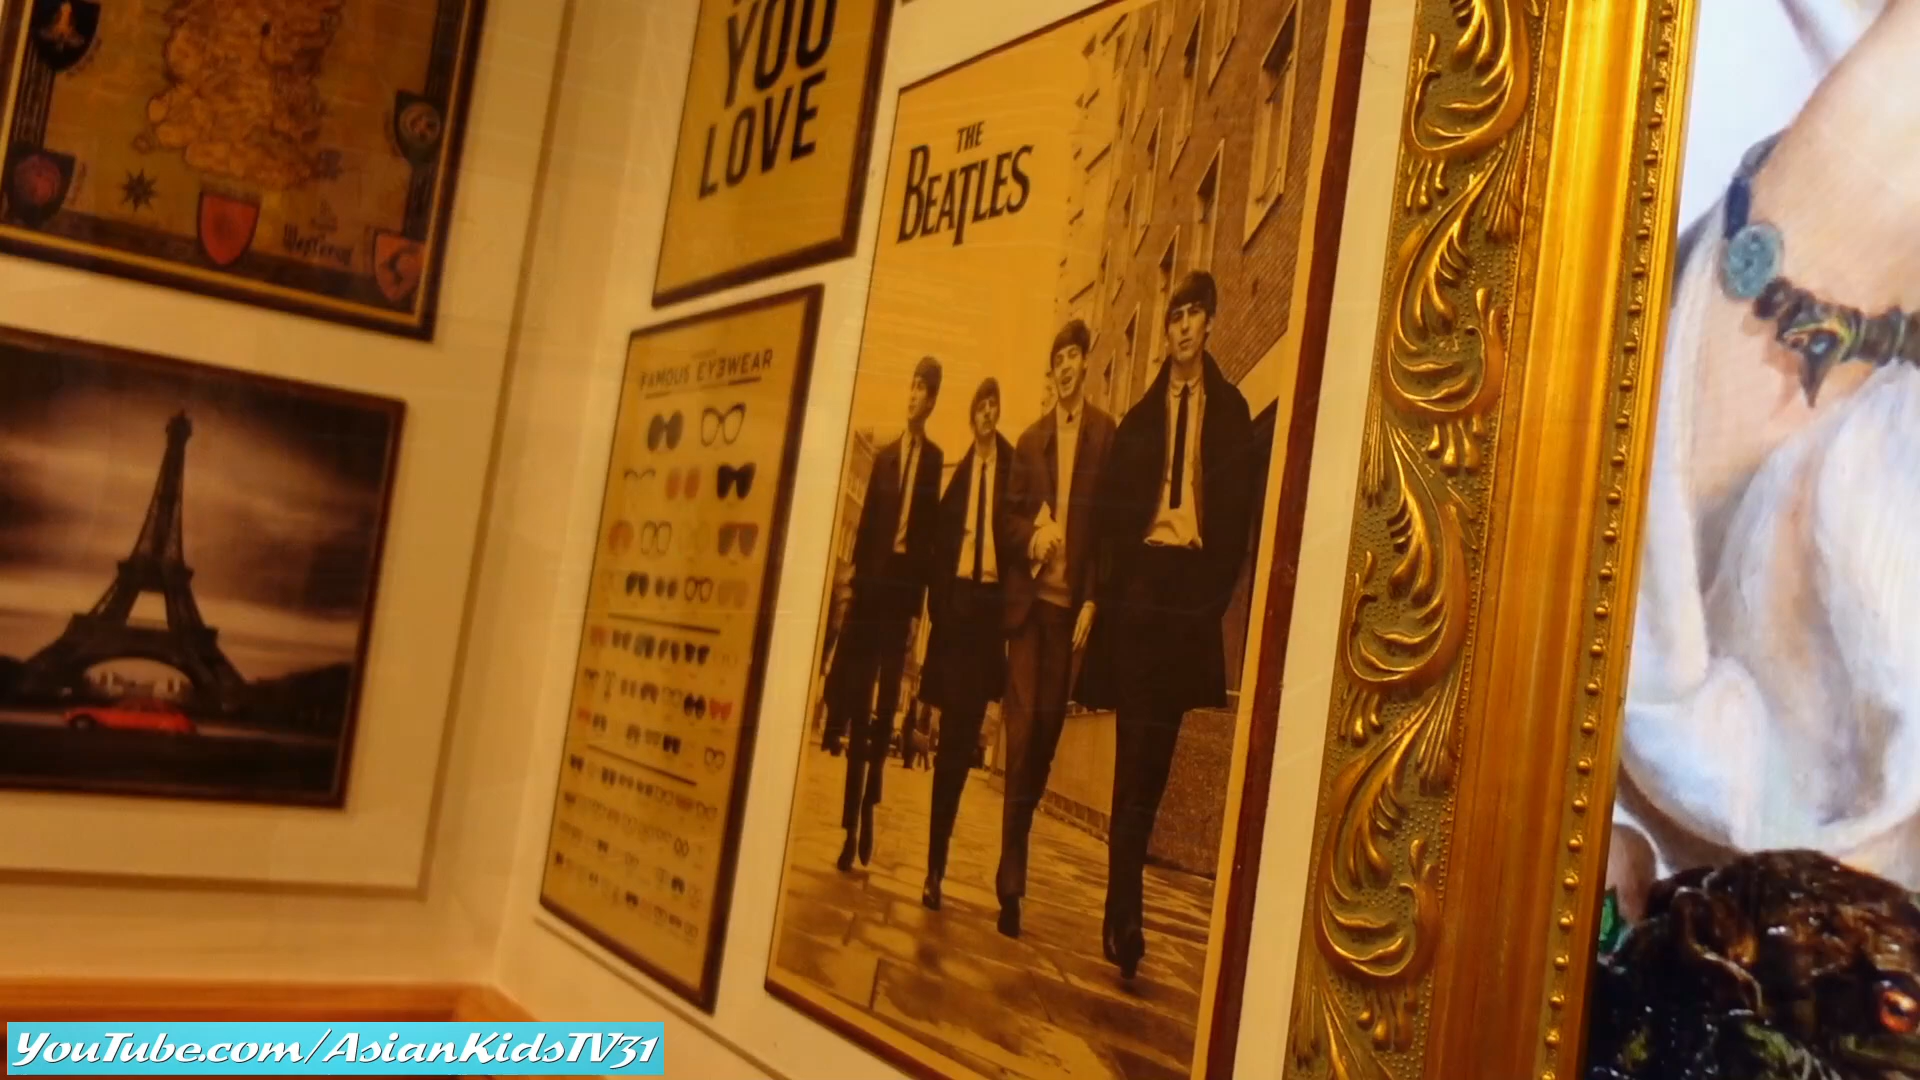 YOU
LOVE
THE
BEATLES
FAMOUS EYEWEAR
Westeros
YouTube.com/AsianKidsTV31